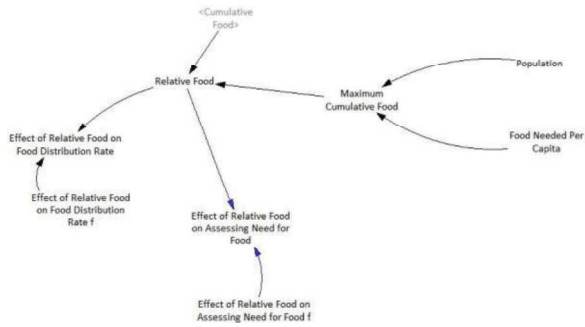 <Cumulative
Food>
Relative Food
Population
Maximum
Cumulative Food
Food Needed Per
Capita
Effect of Relative Food on
Food Distribution Rate
Effect of Relative Food
on Food Distribution
Rate f
Effect of Relative Food
on Assessing Need for
Food
Effect of Relative Food on
Assessing Need for Food f